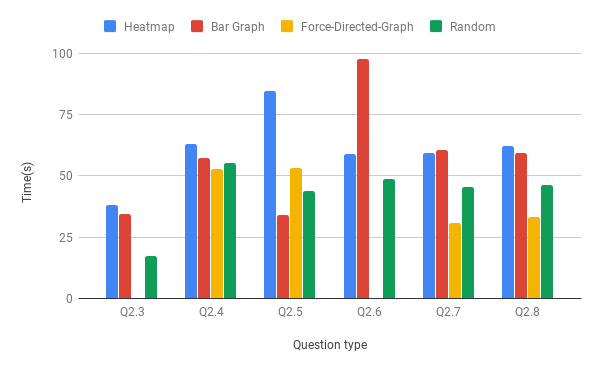 Heatmap Bar Graph Force-Directed-Graph Random
100
75
50
25
0
Time(s)
Q2.3 Q2.4 Q2.5 Q2.6 Q2.7 Q2.8
Question type